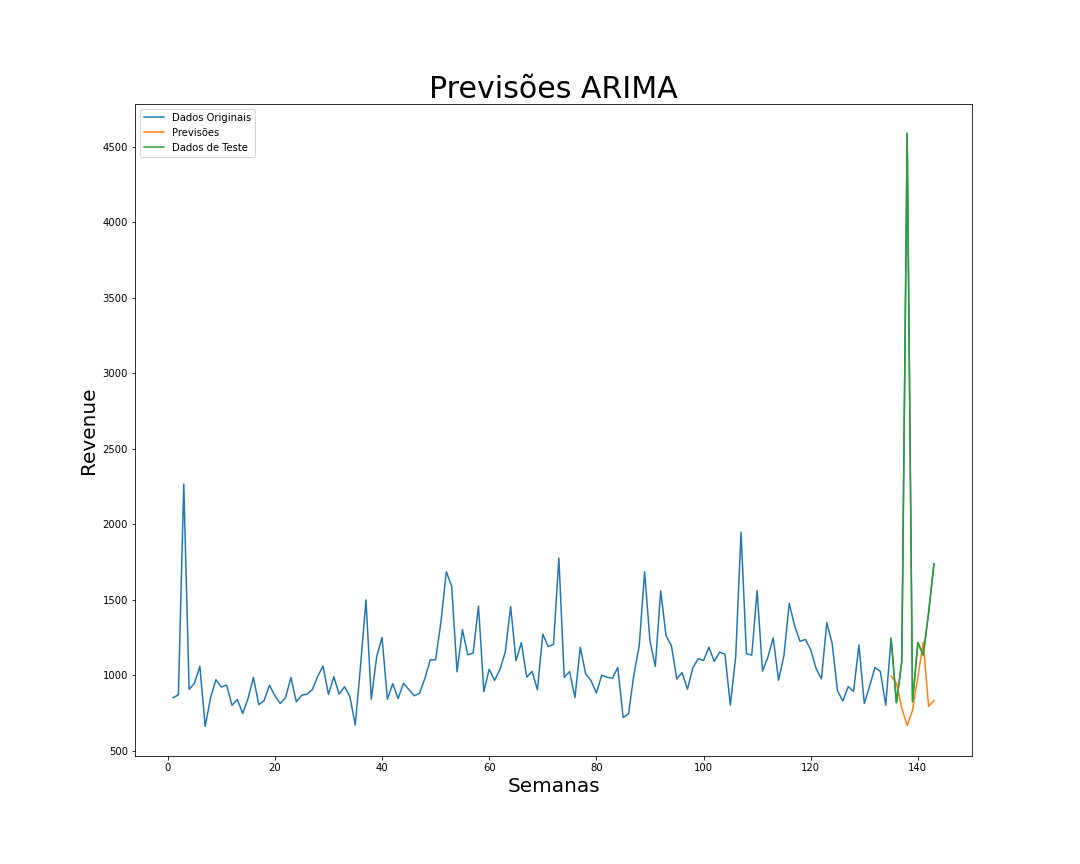 Previsões ARIMA
Dados Originais
Previsões
Dados de Teste
4500
4000
3500
3000
2500
2000
1500
1000
500
Revenue
0 20 40 60 80 100 120 140
Semanas